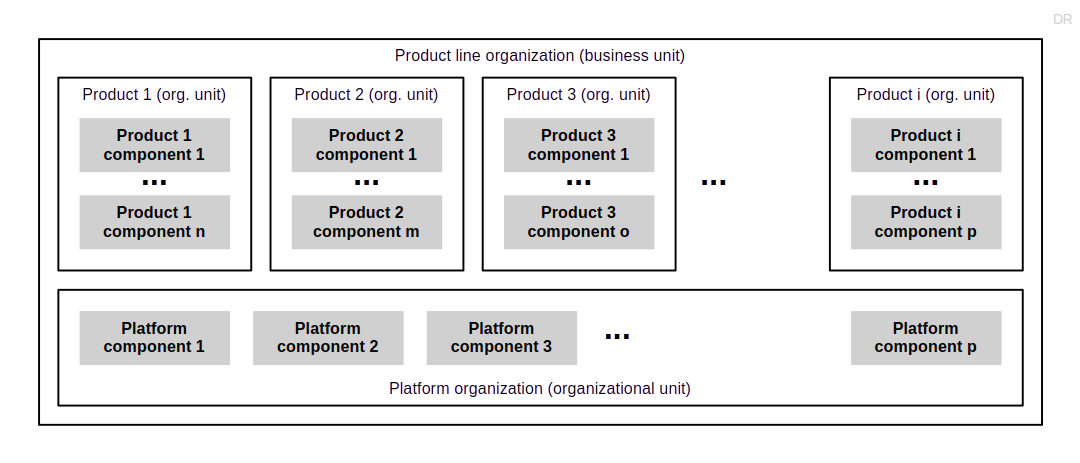 DR
Product line organization (business unit)
Product 1 (org. unit)
Product 2 (org. unit)
Product 3 (org. unit)
Product i (org. unit)
Product 1
component 1
...
Product 1
component n
Product 2
component 1
...
Product 2
component m
Product 3
component 1
...
Product 3
component o
...
Product i
component 1
...
Product i
component p
Platform
component 1
Platform
component 2
Platform
component 3
...
Platform
component p
Platform organization (organizational unit)